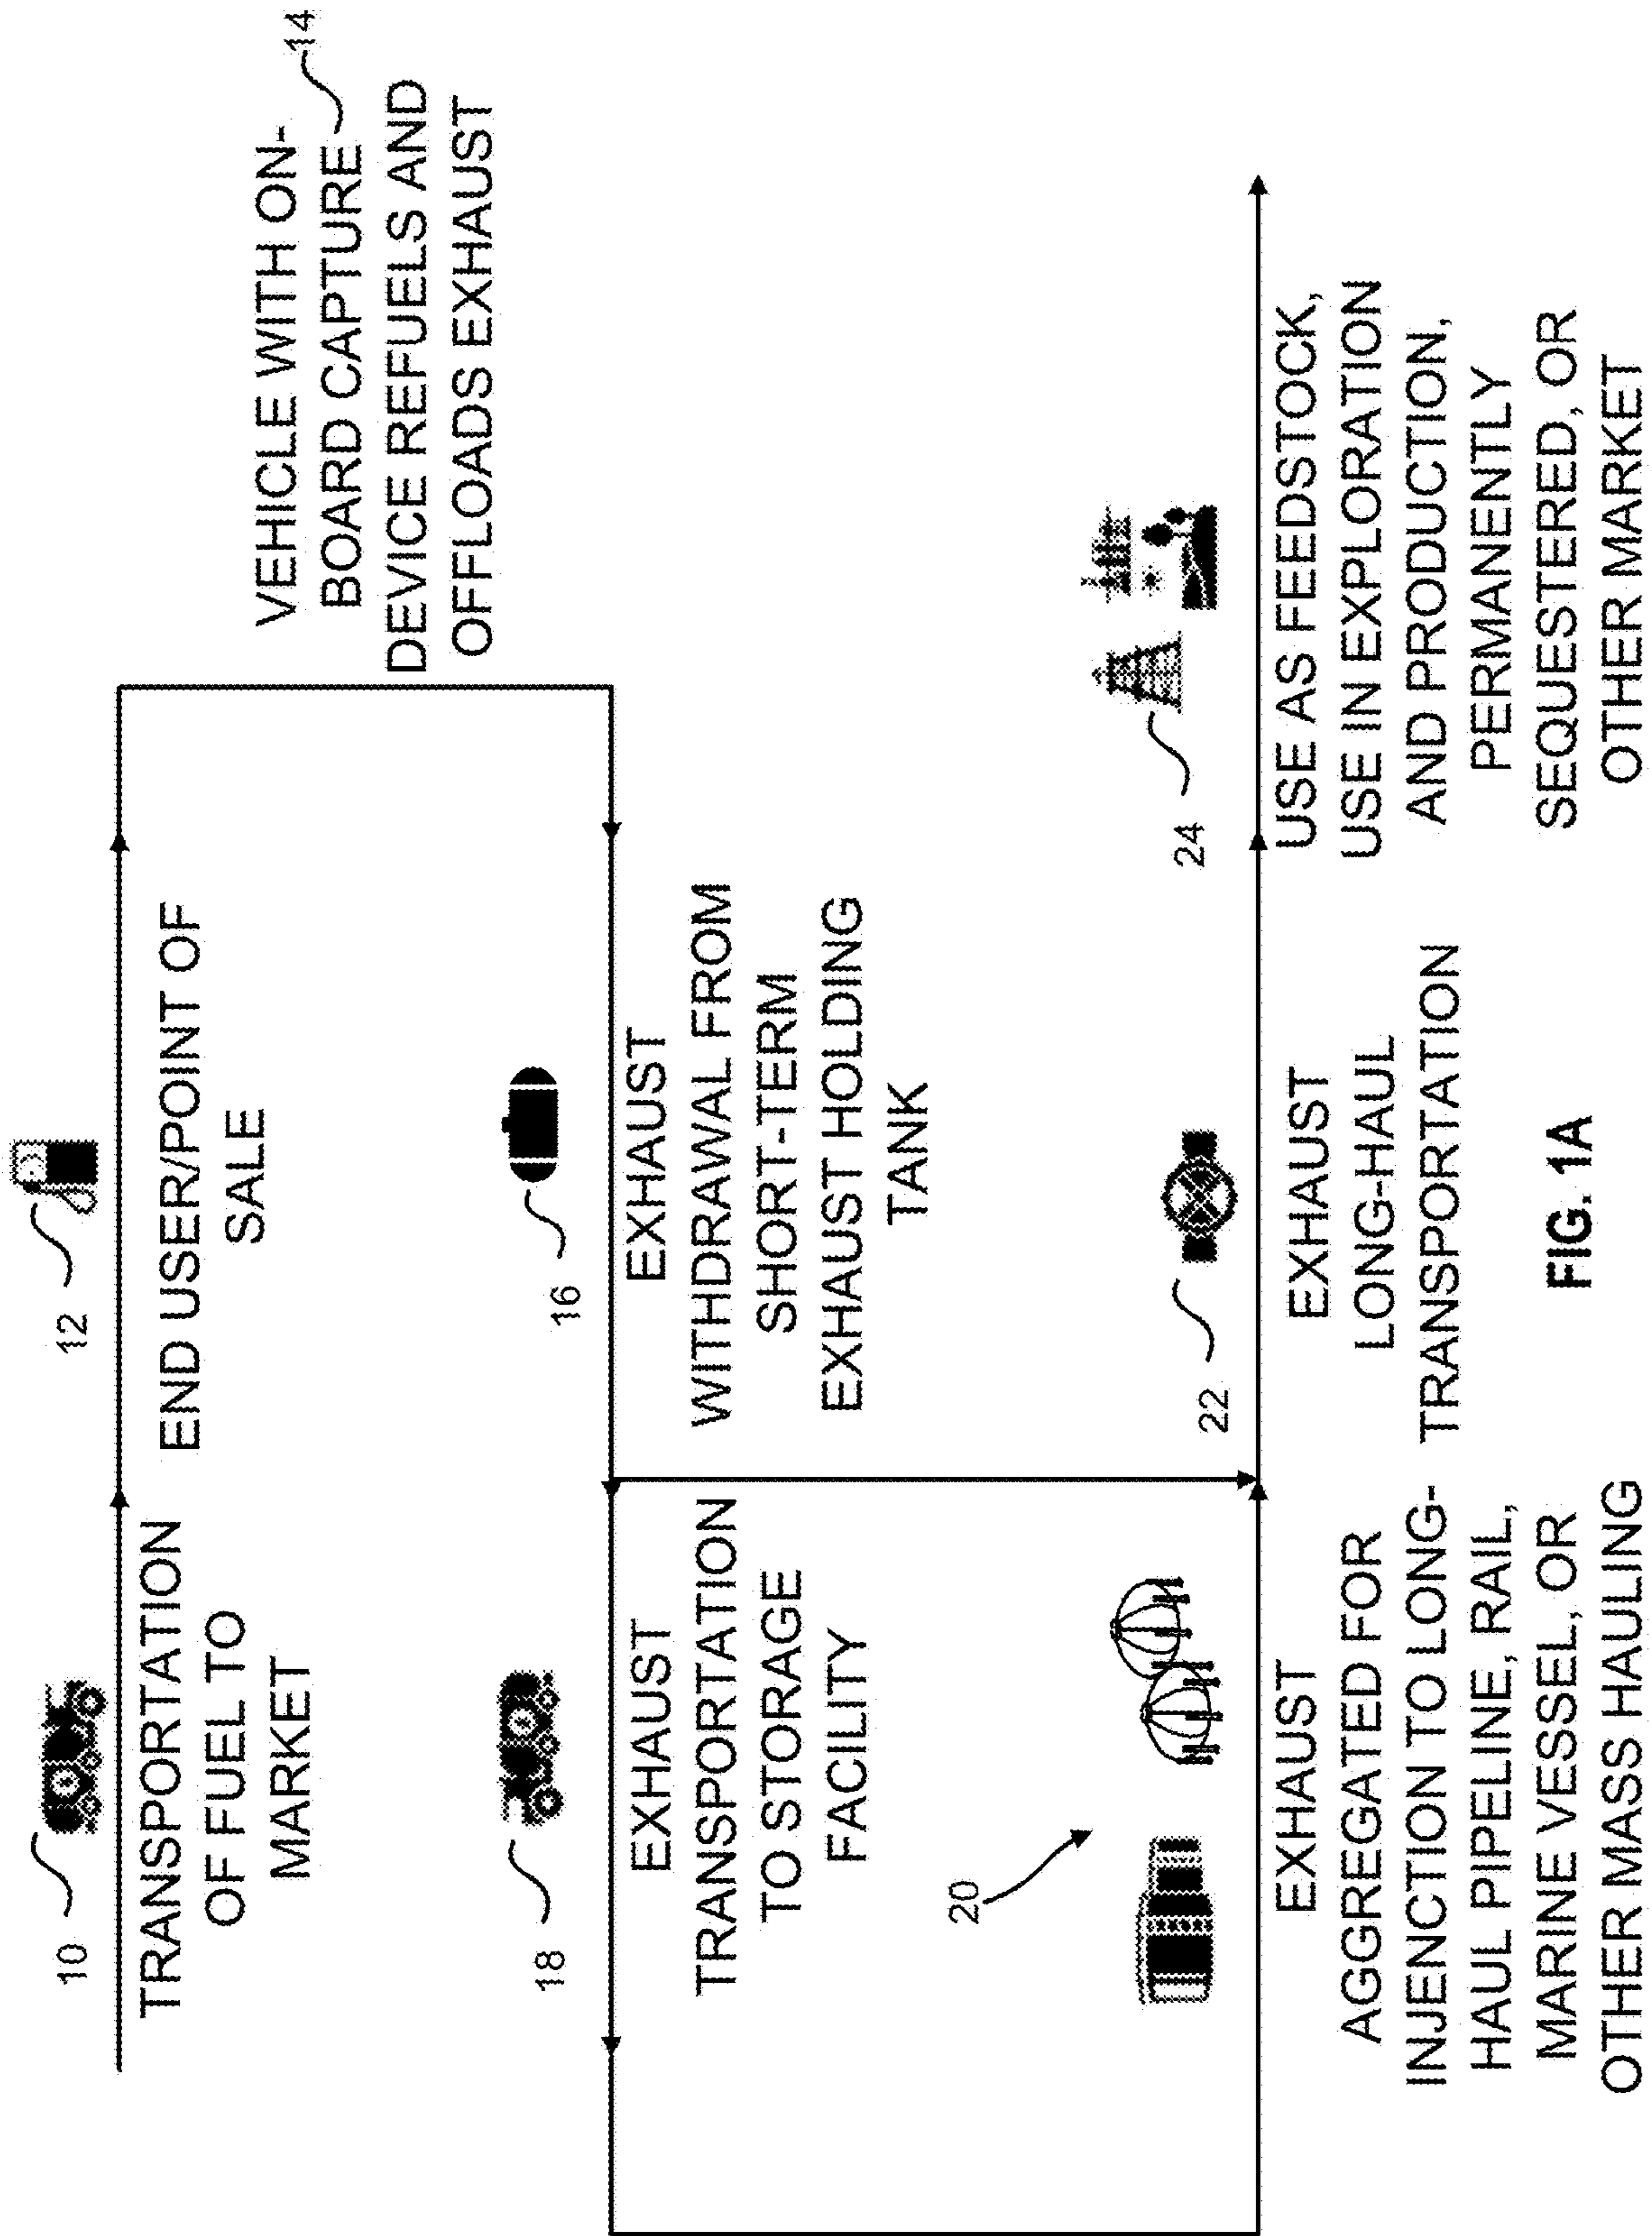 10
TRANSPORTATION
OF FUEL TO
MARKET
12
END USER/POINT OF
SALE
VEHICLE WITH ON-
BOARD CAPTURE
14
DEVICE REFUELS AND
OFFLOADS EXHAUST
18
EXHAUST
TRANSPORTATION
TO STORAGE
FACILITY
16
EXHAUST
WITHDRAWAL FROM
SHORT-TERM
EXHAUST HOLDING
TANK
20
EXHAUST
AGGREGATED FOR
INJENCTION TO LONG-
HAUL PIPELINE, RAIL,
MARINE VESSEL, OR
OTHER MASS HAULING
22
EXHAUST
LONG-HAUL
TRANSPORTATION
24
USE AS FEEDSTOCK,
USE IN EXPLORATION
AND PRODUCTION,
PERMANENTLY
SEQUESTERED, OR
OTHER MARKET
FIG. 1A